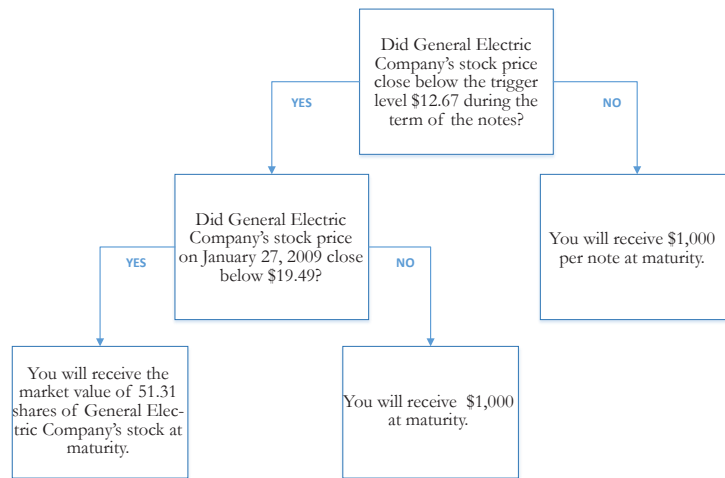 Did General Electric
Company's stock price
close below the trigger
level $12.67 during the
term of the notes?
YES
NO
Did General Electric
Company's stock price
on January 27, 2009 close
below $19.49?
You will receive $1,000
per note at maturity.
YES
NO
You will receive the
market value of 51.31
shares of General Elec-
tric Company's stock at
maturity.
You will receive $1,000
at maturity.